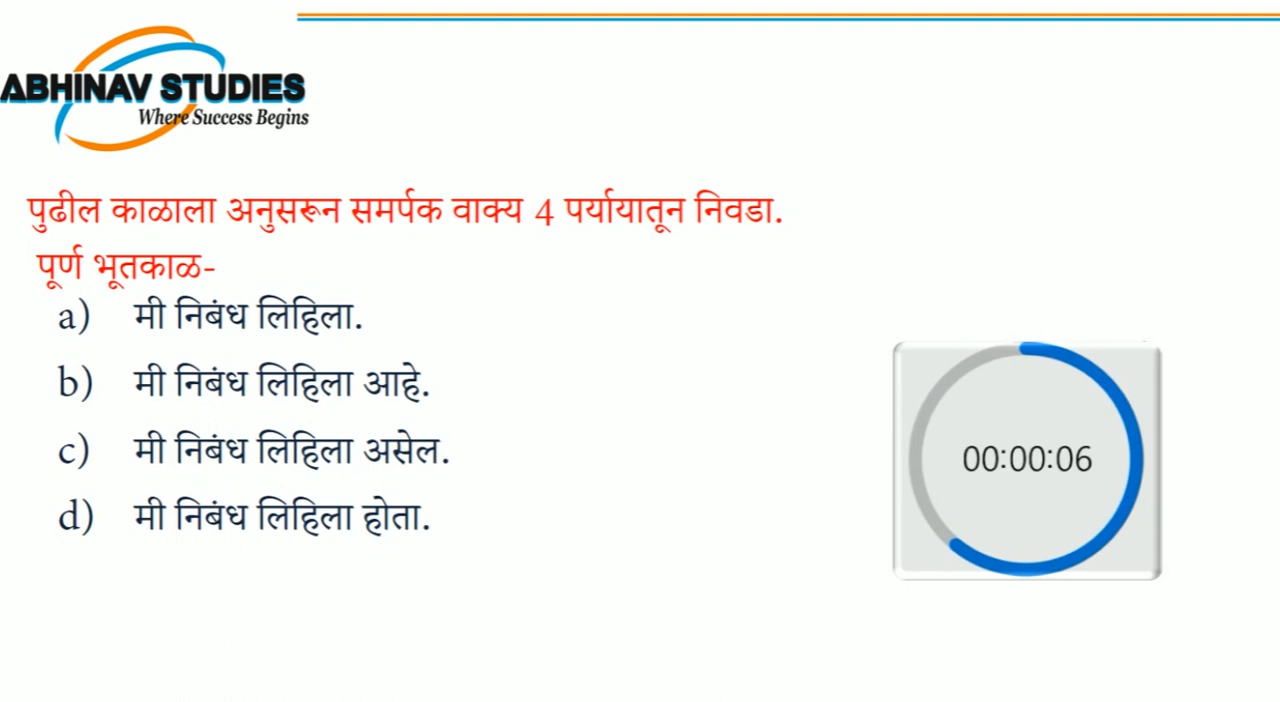 ABHINAV STUDIES
Where Success Begins
पुढील काळाला अनुसरून समर्पक वाक्य 4 पर्यायातून निवडा.
पूर्ण भूतकाळ-
a) मी निबंध लिहिला.
b) मी निबंध लिहिला आहे.
c) मी निबंध लिहिला असेल.
d) मी निबंध लिहिला होता.
00:00:06